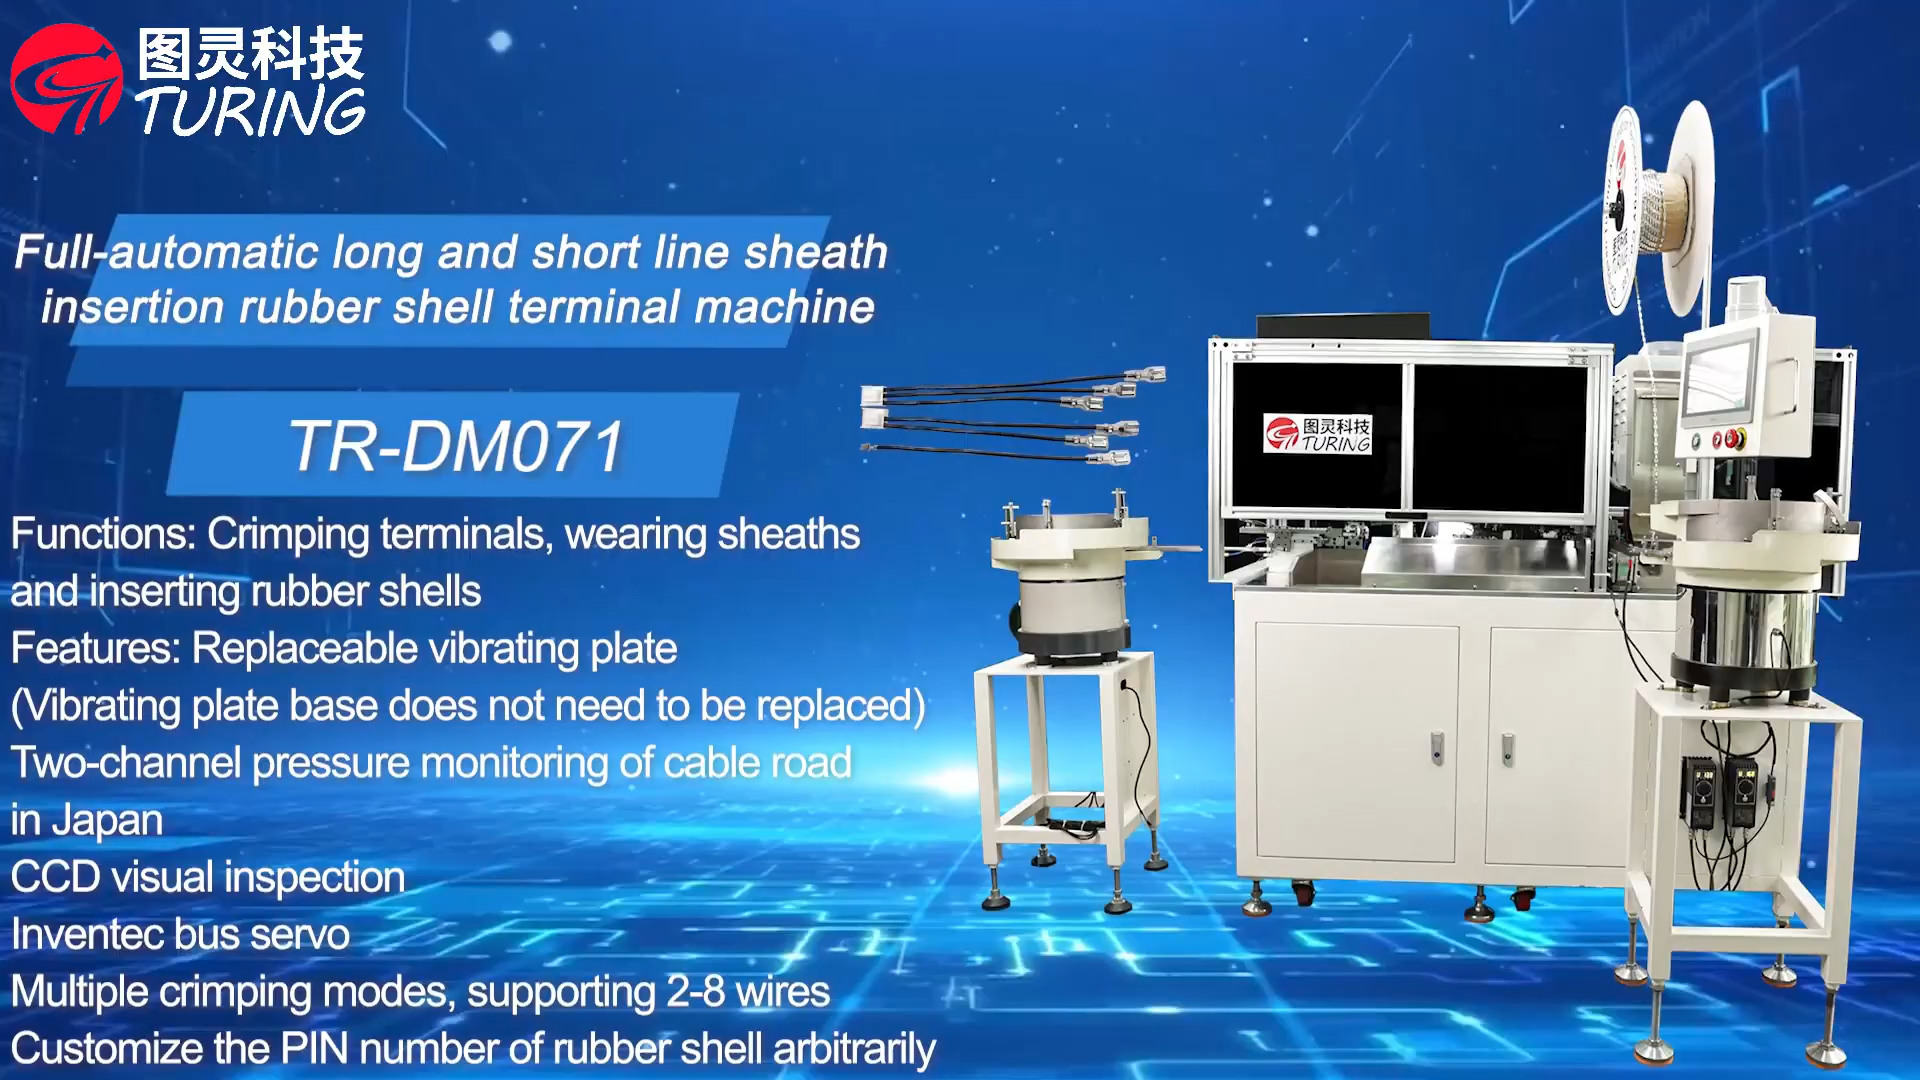 图灵科技
TURING
Full-automatic long and short line sheath
insertion rubber shell terminal machine
TR-DM071
Functions: Crimping terminals, wearing sheaths
and inserting rubber shells
Features: Replaceable vibrating plate
(Vibrating plate base does not need to be replaced)
Two-channel pressure monitoring of cable road
in Japan
CCD visual inspection
Inventec bus servo
Multiple crimping modes, supporting 2-8 wires
Customize the PIN number of rubber shell arbitrarily
图灵科技
TURING